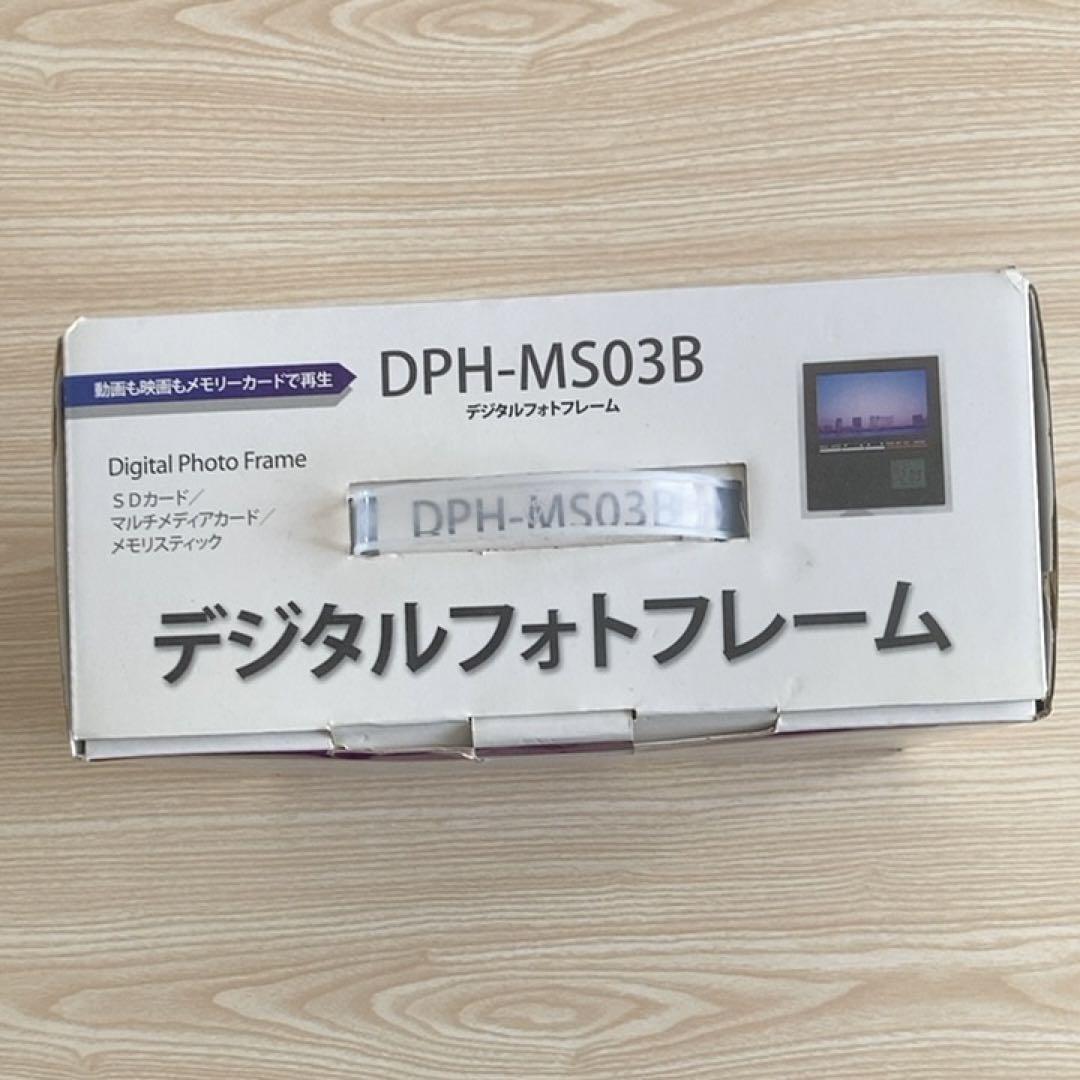 動画も映画もメモリーカードで再生
DPH-MS03B
デジタルフォトフレーム
Digital Photo Frame
SDカード／
マルチメディアカード／
メモリスティック
DPH-MS03B
デジタルフォトフレーム